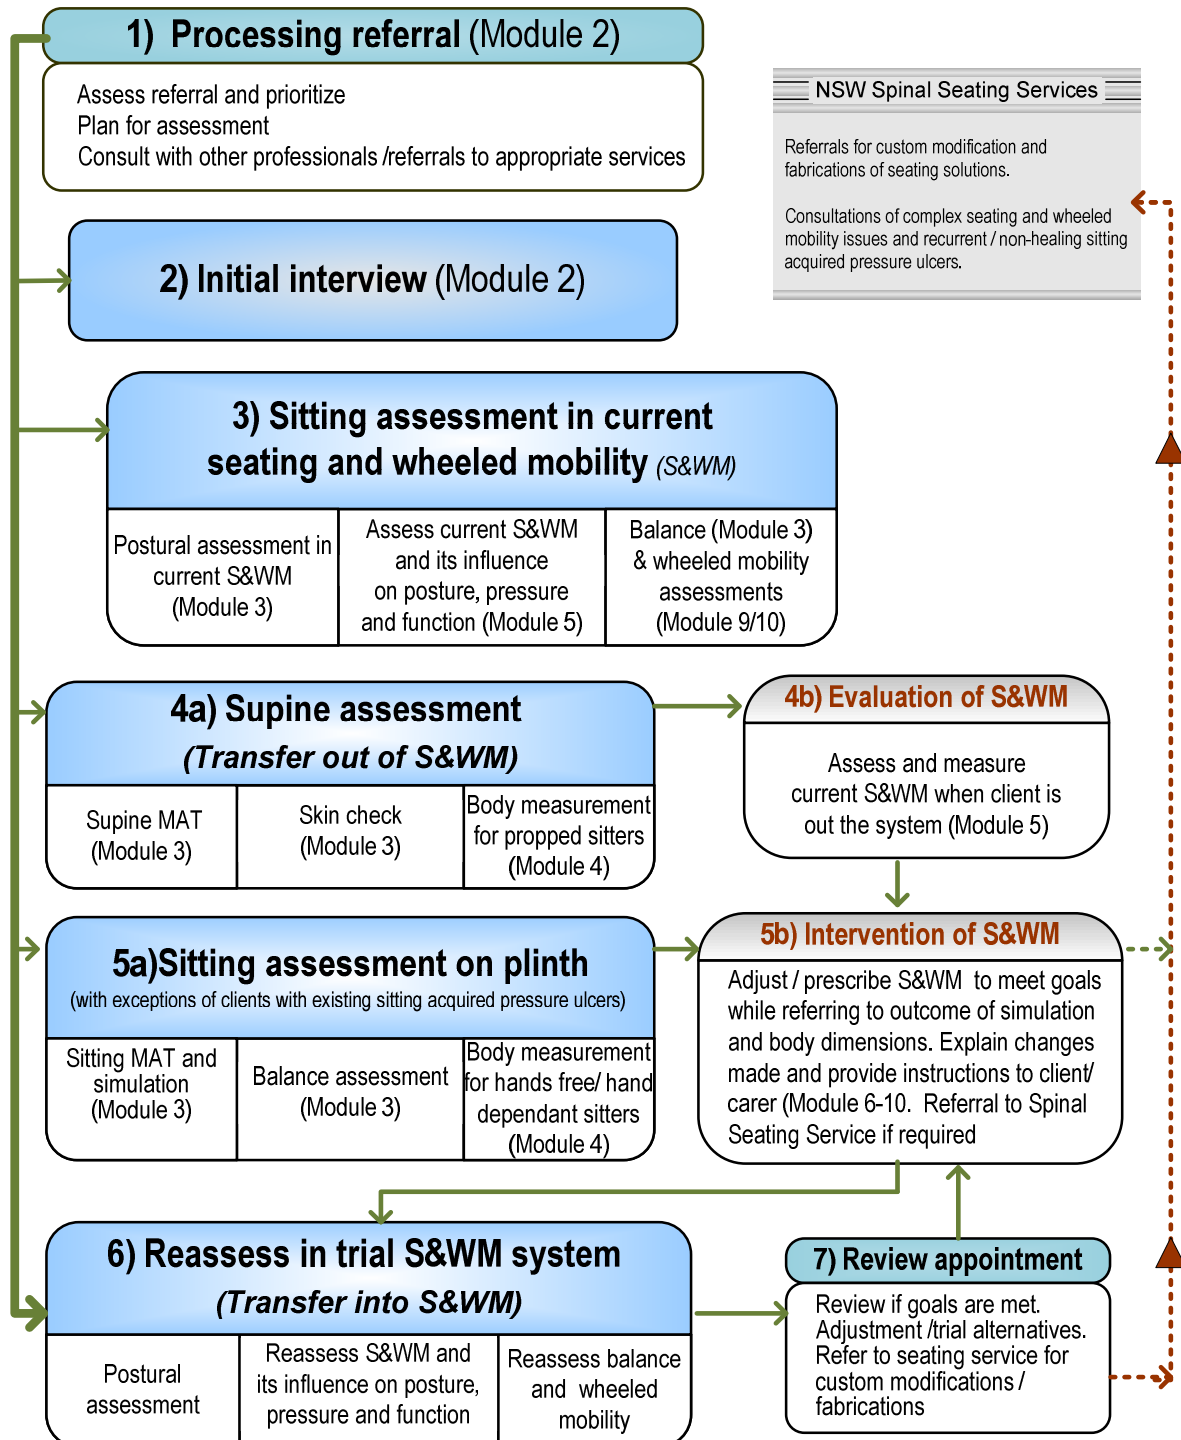 1) Processing referral (Module 2)
Assess referral and prioritize
Plan for assessment
Consult with other professionals /referrals to appropriate services
NSW Spinal Seating Services
Referrals for custom modification and
fabrications of seating solutions.
Consultations of complex seating and wheeled
mobility issues and recurrent / non-healing sitting
acquired pressure ulcers.
2) Initial interview (Module 2)
3) Sitting assessment in current
seating and wheeled mobility (S&WM)
Postural assessment in
current S&WM
(Module 3)
Assess current S&WM
and its influence
on posture, pressure
and function (Module 5)
Balance (Module 3)
& wheeled mobility
assessments
(Module 9/10)
4a) Supine assessment
(Transfer out of S&WM)
Supine MAT
(Module 3)
Skin check
(Module 3)
Body measurement
for propped sitters
(Module 4)
4b) Evaluation of S&WM
Assess and measure
current S&WM when client is
out the system (Module 5)
5a)Sitting assessment on plinth
(with exceptions of clients with existing sitting acquired pressure ulcers)
Sitting MAT and
simulation
(Module 3)
Balance assessment
(Module 3)
Body measurement
for hands free/ hand
dependant sitters
(Module 4)
5b) Intervention of S&WM
Adjust / prescribe S&WM to meet goals
while referring to outcome of simulation
and body dimensions. Explain changes
made and provide instructions to client/
carer (Module 6-10. Referral to Spinal
Seating Service if required
6) Reassess in trial S&WM system
(Transfer into S&WM)
Postural
assessment
Reassess S&WM and
its influence on posture,
pressure and function
Reassess balance
and wheeled
mobility
7) Review appointment
Review if goals are met.
Adjustment /trial alternatives.
Refer to seating service for
custom modifications /
fabrications